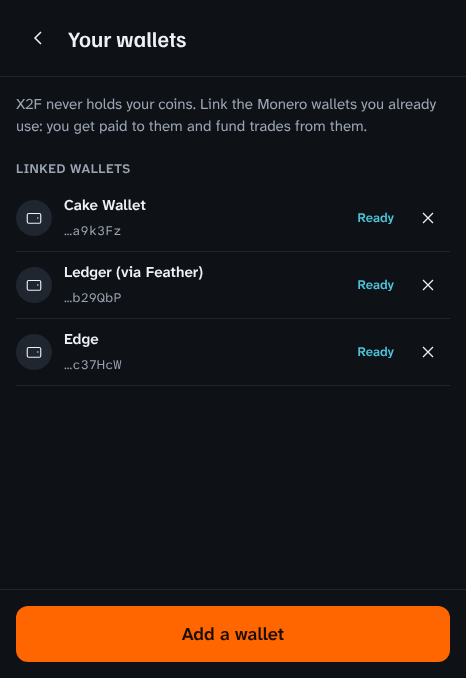 Your wallets
X2F never holds your coins. Link the Monero wallets you already
use: you get paid to them and fund trades from them.
LINKED WALLETS
Cake Wallet
…a9k3Fz
Ready
Ledger (via Feather)
…b29QbP
Ready
Edge
…c37HcW
Ready
Add a wallet